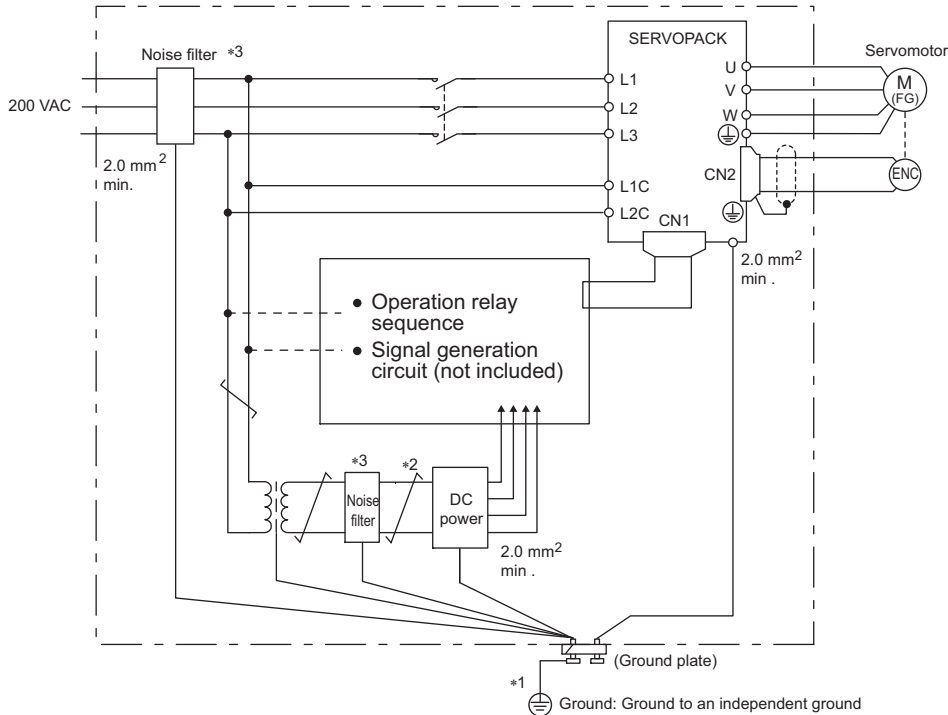 SERVOPACK
Noise filter *3
Servomotor
U
V
W
M
(FG)
L1
L2
L3
200 VAC
2.0 mm2
min.
CN2
ENC
L1C
L2C
CN1
2.0 mm2
min .
• Operation relay
sequence
• Signal generation
circuit (not included)
*3
*2
Noise
filter
DC
power
2.0 mm2
min .
(Ground plate)
*1
Ground: Ground to an independent ground